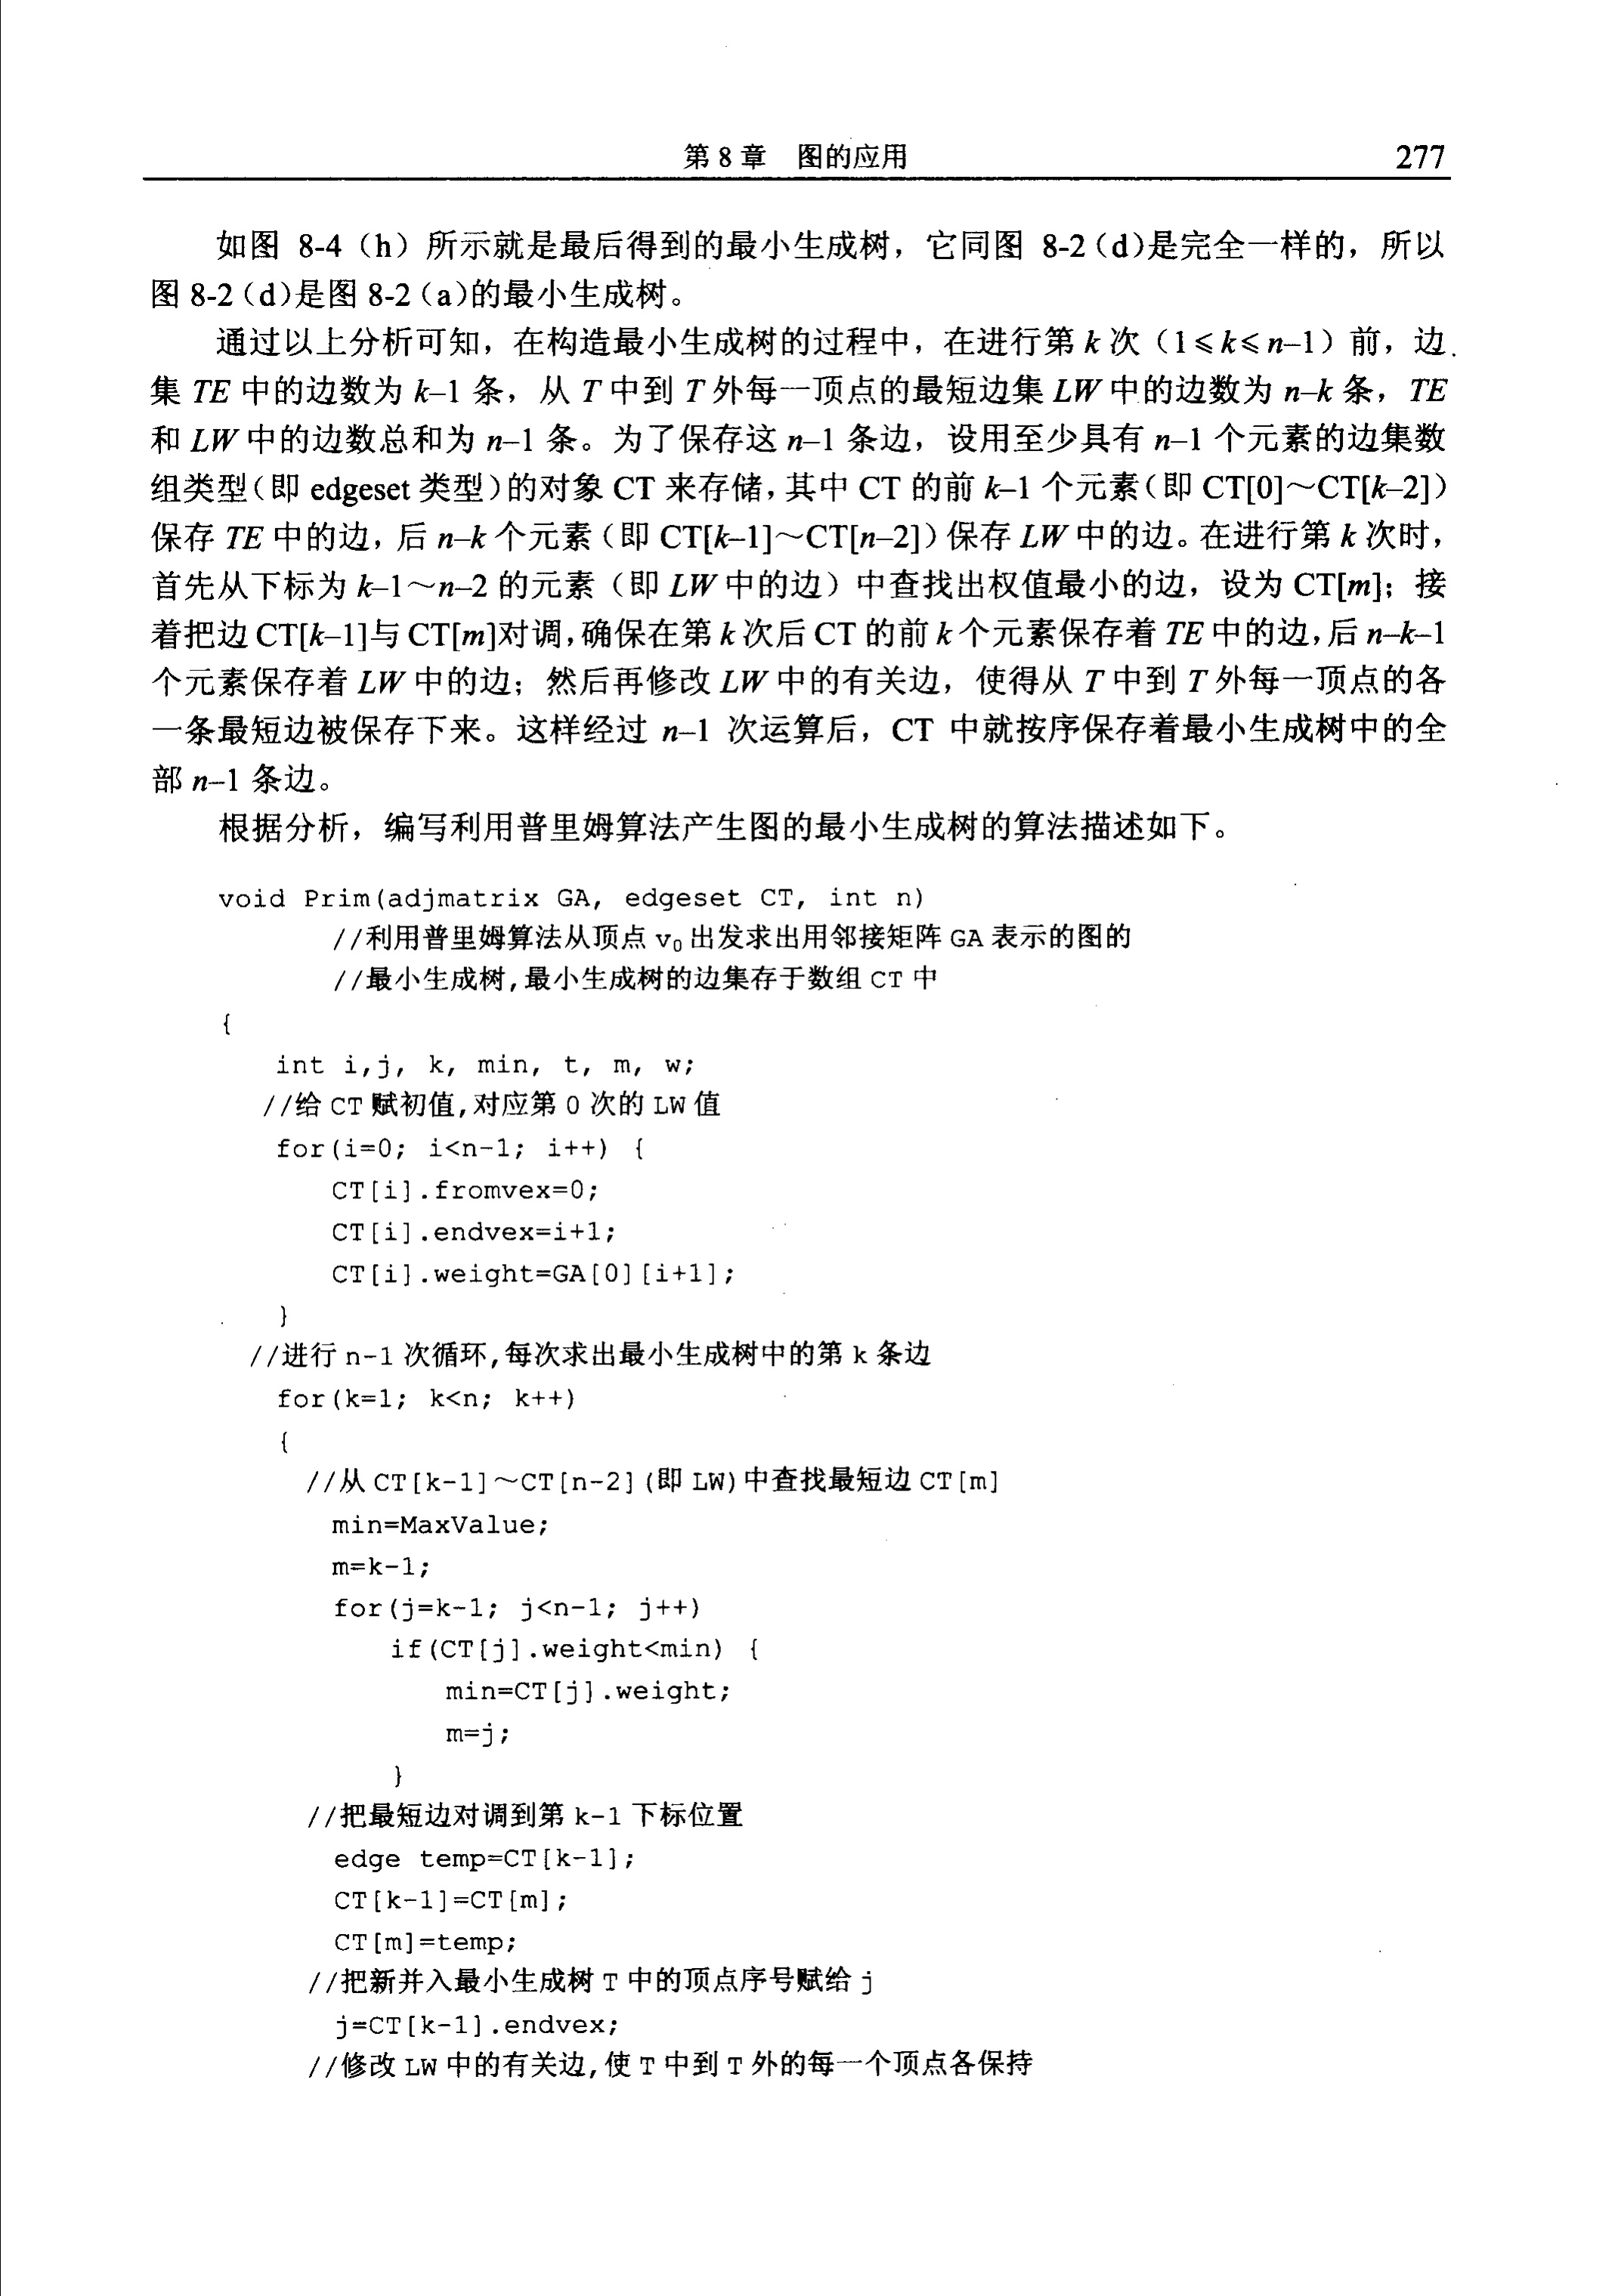 第 8 章 图的应用 277
如图 8-4（h）所示就是最后得到的最小生成树，它同图 8-2（d）是完全一样的，所以
图 8-2（d）是图 8-2（a）的最小生成树。
通过以上分析可知，在构造最小生成树的过程中，在进行第 k 次（1≤k≤n–1）前，边
集 TE 中的边数为 k–1 条，从 T 中到 T 外每一顶点的最短边集 LW 中的边数为 n–k 条，TE
和 LW 中的边数总和为 n–1 条。为了保存这 n–1 条边，设用至少具有 n–1 个元素的边集数
组类型（即 edgeset 类型）的对象 CT 来存储，其中 CT 的前 k–1 个元素（即 CT[0]～CT[k–2]）
保存 TE 中的边，后 n–k 个元素（即 CT[k–1]～CT[n–2]）保存 LW 中的边。在进行第 k 次时，
首先从下标为 k–1～n–2 的元素（即 LW 中的边）中查找出权值最小的边，设为 CT[m]；接
着把边 CT[k–1]与 CT[m]对调，确保在第 k 次后 CT 的前 k 个元素保存着 TE 中的边，后 n–k–1
个元素保存着 LW 中的边；然后再修改 LW 中的有关边，使得从 T 中到 T 外每一顶点的各
一条最短边被保存下来。这样经过 n–1 次运算后，CT 中就按序保存着最小生成树中的全
部 n–1 条边。
根据分析，编写利用普里姆算法产生图的最小生成树的算法描述如下。
void Prim(adjmatrix GA, edgeset CT, int n)
//利用普里姆算法从顶点 v₀ 出发求出用邻接矩阵 GA 表示的图的
//最小生成树,最小生成树的边集存于数组 CT 中
{
int i,j, k, min, t, m, w;
//给 CT 赋初值,对应第 0 次的 LW 值
for(i=0; i<n-1; i++) {
CT[i].fromvex=0;
CT[i].endvex=i+1;
CT[i].weight=GA[0][i+1];
}
//进行 n-1 次循环,每次求出最小生成树中的第 k 条边
for(k=1; k<n; k++)
{
//从 CT[k-1]～CT[n-2](即 LW)中查找最短边 CT[m]
min=MaxValue;
m=k-1;
for(j=k-1; j<n-1; j++)
if(CT[j].weight<min) {
min=CT[j].weight;
m=j;
}
//把最短边对调到第 k-1 下标位置
edge temp=CT[k-1];
CT[k-1]=CT[m];
CT[m]=temp;
//把新并入最小生成树 T 中的顶点序号赋给 j
j=CT[k-1].endvex;
//修改 LW 中的有关边,使 T 中到 T 外的每一个顶点各保持